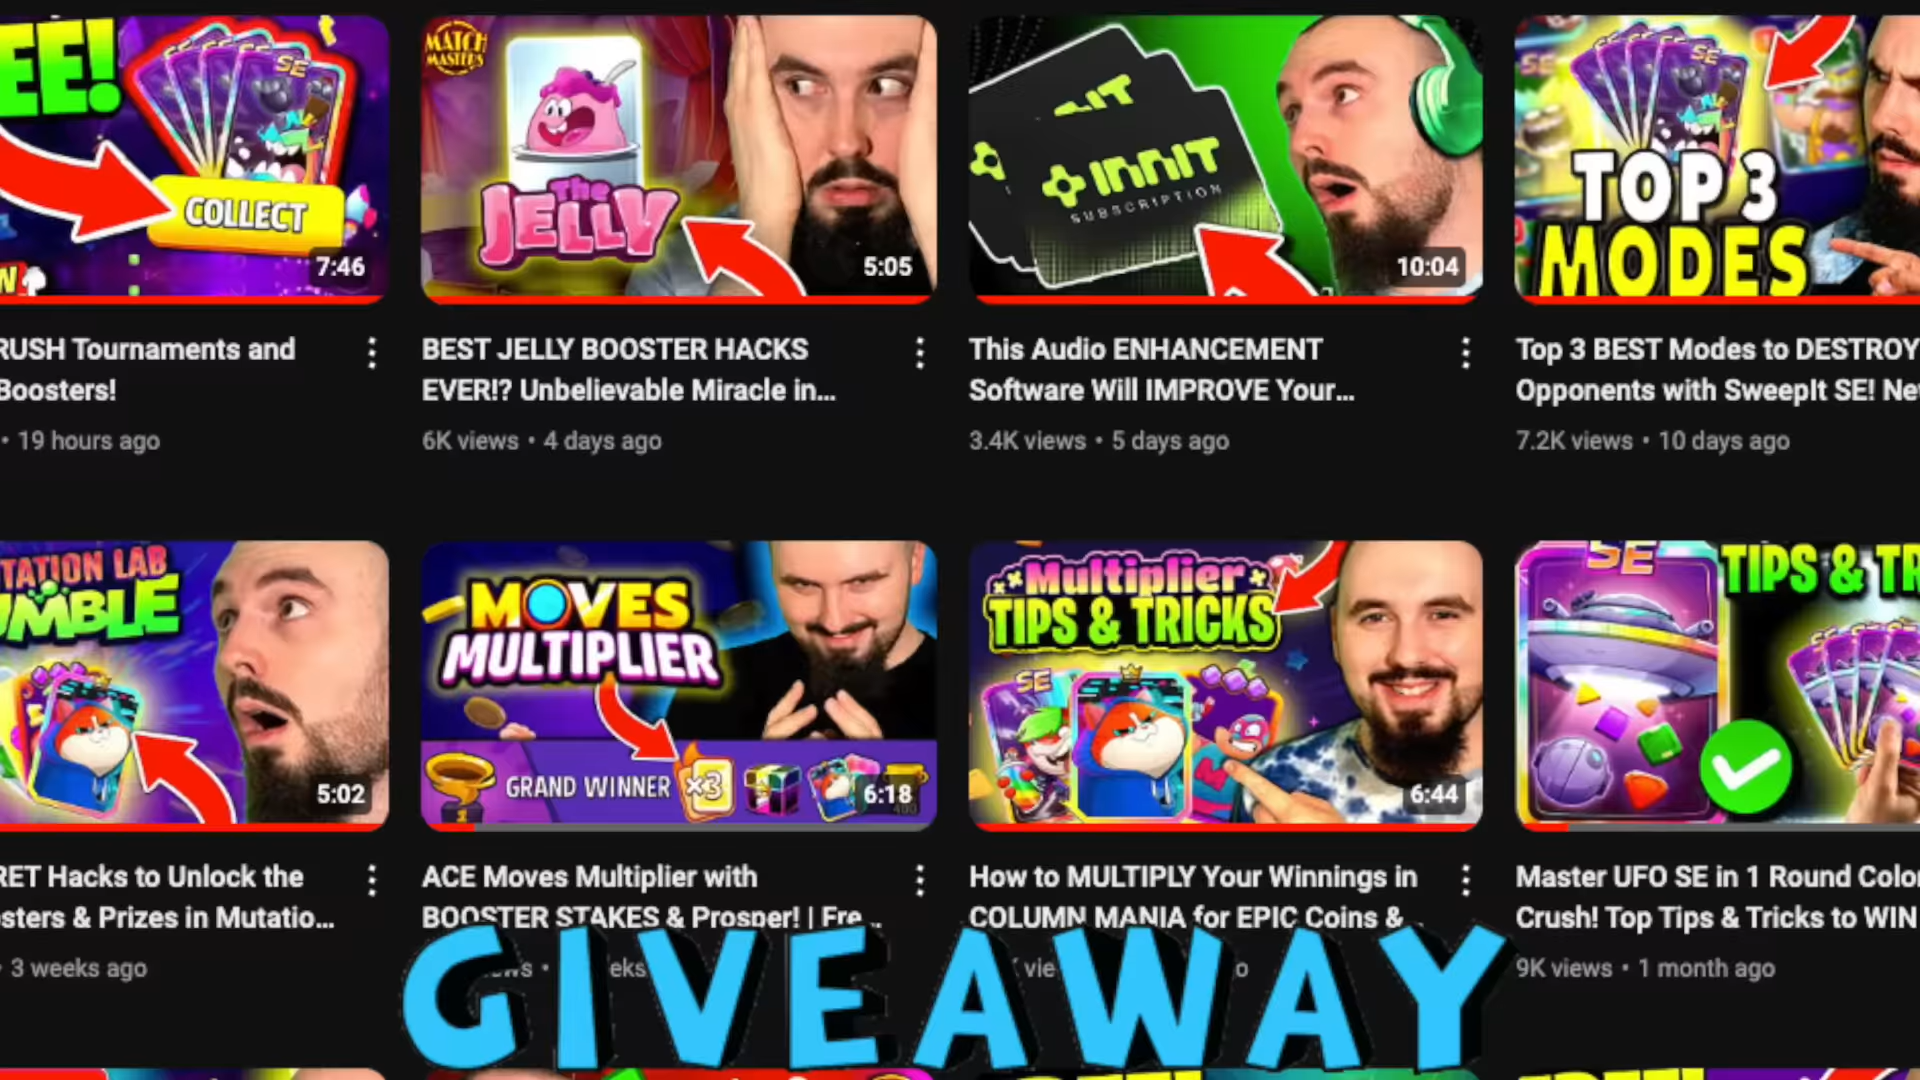 EE!
SE
COLLECT
7:46
MATCH
MASTERS
The
JELLY
5:05
INNIT
SUBSCRIPTION
10:04
SE
SE
TOP 3
MODES
RUSH Tournaments and
Boosters!
• 19 hours ago
BEST JELLY BOOSTER HACKS
EVER!? Unbelievable Miracle in...
6K views • 4 days ago
This Audio ENHANCEMENT
Software Will IMPROVE Your...
3.4K views • 5 days ago
Top 3 BEST Modes to DESTROY
Opponents with SweepIt SE! Ne
7.2K views • 10 days ago
TATION LAB
UMBLE
5:02
MOVES
MULTIPLIER
GRAND WINNER
x3
1
6:18
Multiplier
TIPS & TRICKS
SE
M
6:44
SE
TIPS & TR
RET Hacks to Unlock the
sters & Prizes in Mutatio...
• 3 weeks ago
ACE Moves Multiplier with
BOOSTER STAKES & Prosper! | Fre...
How to MULTIPLY Your Winnings in
COLUMN MANIA for EPIC Coins &
Master UFO SE in 1 Round Colo
Crush! Top Tips & Tricks to WIN
9K views • 1 month ago
GIVEAWAY